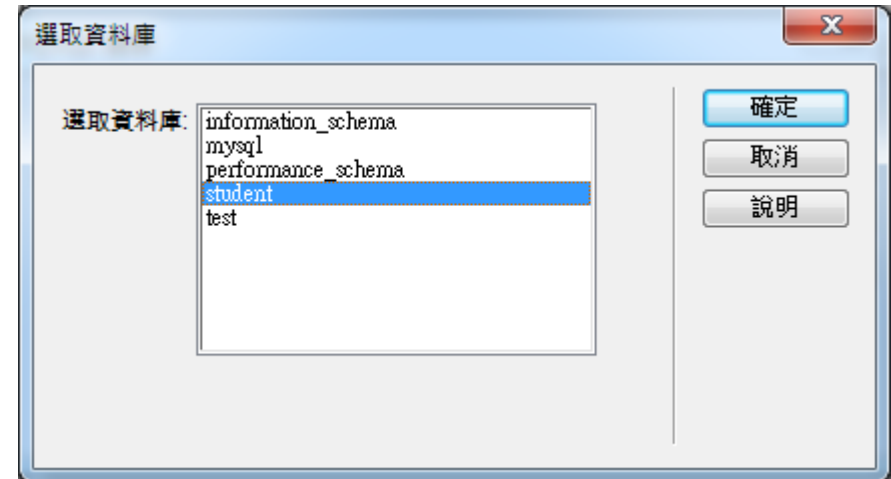 選取資料庫
選取資料庫:
information_schema
mysql
performance_schema
student
test
確定
取消
說明